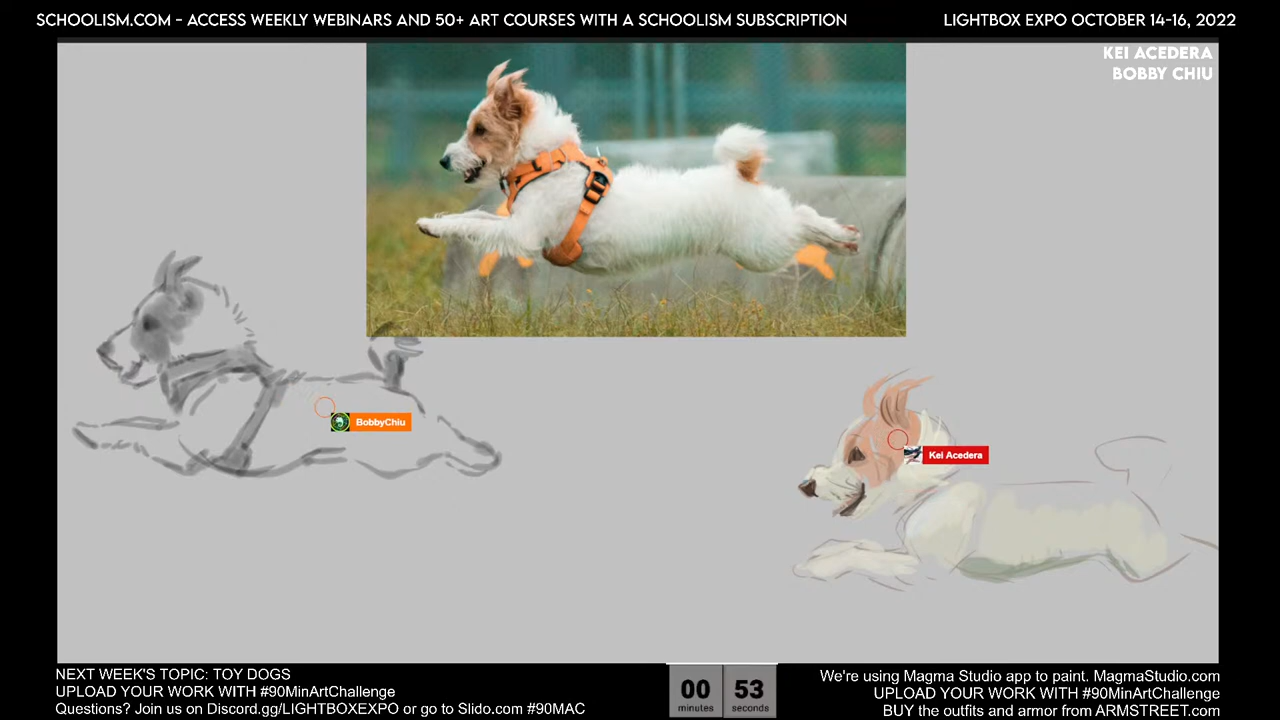 SCHOOLISM.COM – ACCESS WEEKLY WEBINARS AND 50+ ART COURSES WITH A SCHOOLISM SUBSCRIPTION
LIGHTBOX EXPO OCTOBER 14-16, 2022
KEI ACEDERA
BOBBY CHIU
BobbyChiu
Kei Acedera
NEXT WEEK'S TOPIC: TOY DOGS
UPLOAD YOUR WORK WITH #90MinArtChallenge
Questions? Join us on Discord.gg/LIGHTBOXEXPO or go to Slido.com #90MAC
00 53
minutes seconds
We're using Magma Studio app to paint. MagmaStudio.com
UPLOAD YOUR WORK WITH #90MinArtChallenge
BUY the outfits and armor from ARMSTREET.com